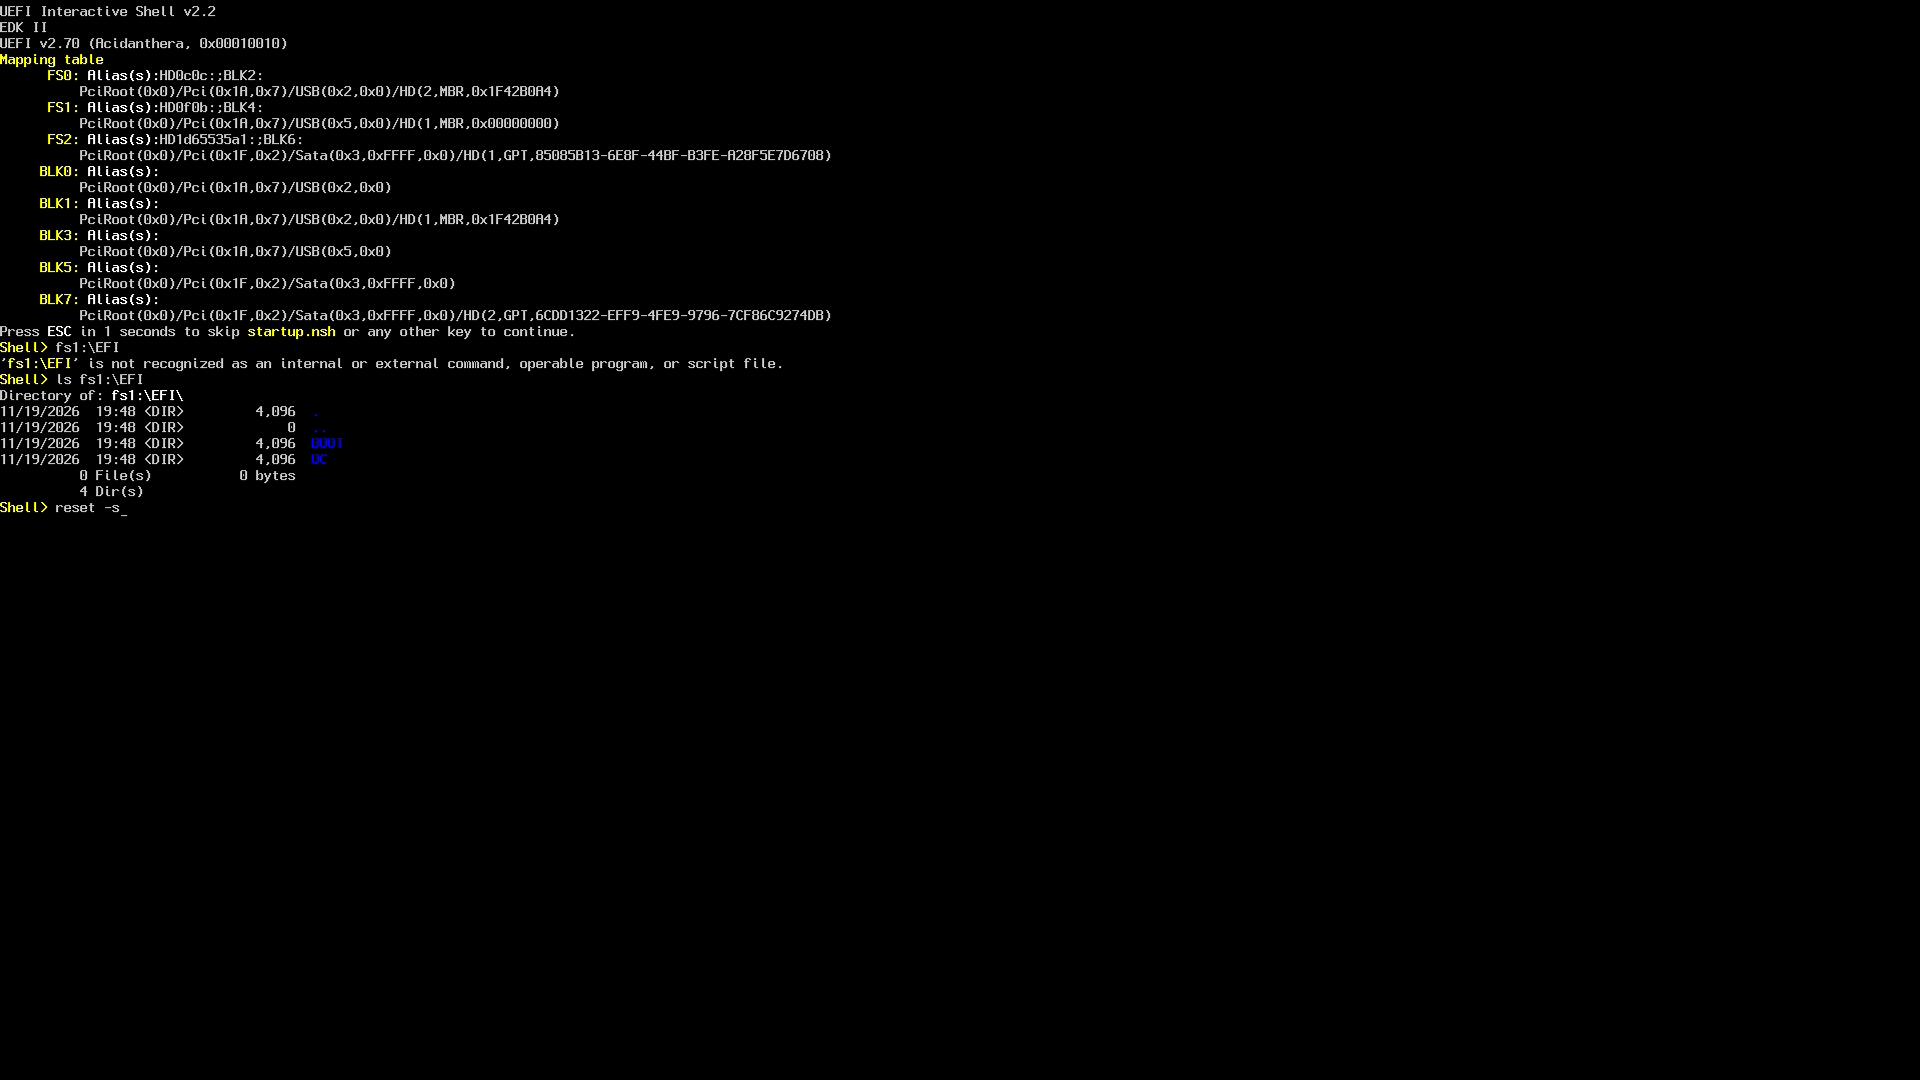 UEFI Interactive Shell v2.2
EDK II
UEFI v2.70 (Acidanthera, 0x00010010)
Mapping table
FS0: Alias(s):HD0c0c:;BLK2:
PciRoot(0x0)/Pci(0x1A,0x7)/USB(0x2,0x0)/HD(2,MBR,0x1F42B0A4)
FS1: Alias(s):HD0f0b:;BLK4:
PciRoot(0x0)/Pci(0x1A,0x7)/USB(0x5,0x0)/HD(1,MBR,0x00000000)
FS2: Alias(s):HD1d65535a1:;BLK6:
PciRoot(0x0)/Pci(0x1F,0x2)/Sata(0x3,0xFFFF,0x0)/HD(1,GPT,85085B13-6E8F-44BF-B3FE-A28F5E7D6708)
BLK0: Alias(s):
PciRoot(0x0)/Pci(0x1A,0x7)/USB(0x2,0x0)
BLK1: Alias(s):
PciRoot(0x0)/Pci(0x1A,0x7)/USB(0x2,0x0)/HD(1,MBR,0x1F42B0A4)
BLK3: Alias(s):
PciRoot(0x0)/Pci(0x1A,0x7)/USB(0x5,0x0)
BLK5: Alias(s):
PciRoot(0x0)/Pci(0x1F,0x2)/Sata(0x3,0xFFFF,0x0)
BLK7: Alias(s):
PciRoot(0x0)/Pci(0x1F,0x2)/Sata(0x3,0xFFFF,0x0)/HD(2,GPT,6CDD1322-EFF9-4FE9-9796-7CF86C9274DB)
Press ESC in 1 seconds to skip startup.nsh or any other key to continue.
Shell> fs1:\EFI
'fs1:\EFI' is not recognized as an internal or external command, operable program, or script file.
Shell> ls fs1:\EFI
Directory of: fs1:\EFI\
11/19/2026  19:48 <DIR>         4,096  .
11/19/2026  19:48 <DIR>             0  ..
11/19/2026  19:48 <DIR>         4,096  BOOT
11/19/2026  19:48 <DIR>         4,096  OC
0 File(s)           0 bytes
4 Dir(s)
Shell> reset -s_